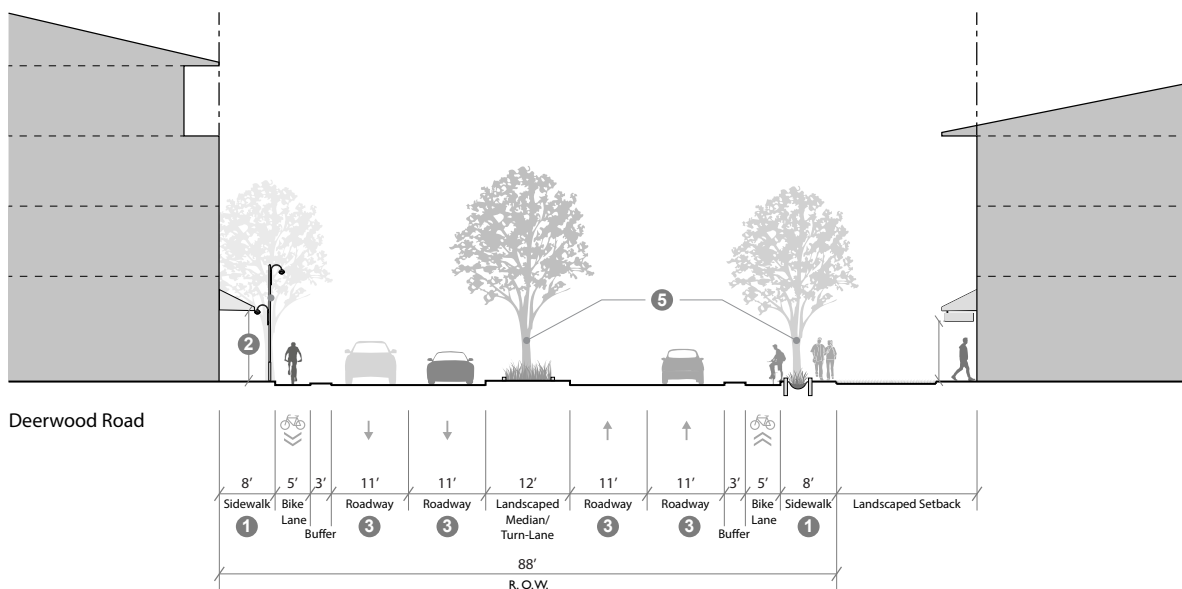 5
2
Deerwood Road
8’ 5’ 3’ 11’ 11’ 12’ 11’ 11’ 3’ 5’ 8’
Sidewalk Bike Roadway Roadway Landscaped Roadway Roadway Bike Sidewalk Landscaped Setback
Lane Median/ Lane
1 3 3 Turn-Lane 3 3 1
Buffer Buffer
88’
R.O.W.